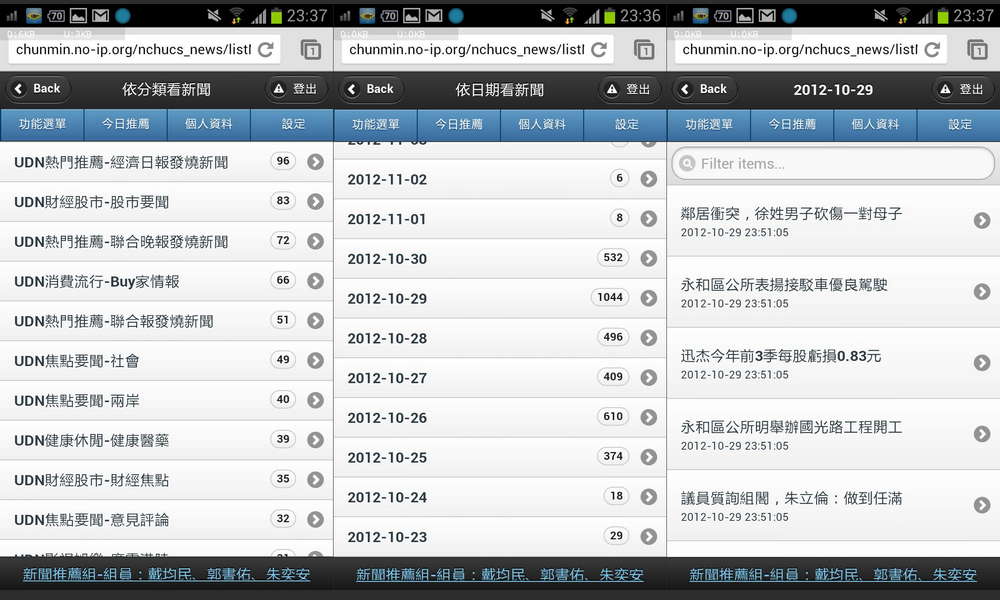 70
23:37
D:6KB U:3KB
chunmin.no-ip.org/nchucs_news/listl
1
Back
依分類看新聞
登出
功能選單
今日推薦
個人資料
設定
UDN熱門推薦-經濟日報發燒新聞 96
UDN財經股市-股市要聞 83
UDN熱門推薦-聯合晚報發燒新聞 72
UDN消費流行-Buy家情報 66
UDN熱門推薦-聯合報發燒新聞 51
UDN焦點要聞-社會 49
UDN焦點要聞-兩岸 40
UDN健康休閒-健康醫藥 39
UDN財經股市-財經焦點 35
UDN焦點要聞-意見評論 32
新聞推薦組-組員：戴均民、郭書佑、朱奕安
70
23:36
D:0KB U:0KB
chunmin.no-ip.org/nchucs_news/listl
1
Back
依日期看新聞
登出
功能選單
今日推薦
個人資料
設定
2012-11-02 6
2012-11-01 8
2012-10-30 532
2012-10-29 1044
2012-10-28 496
2012-10-27 409
2012-10-26 610
2012-10-25 374
2012-10-24 18
2012-10-23 29
新聞推薦組-組員：戴均民、郭書佑、朱奕安
70
23:37
D:0KB U:0KB
chunmin.no-ip.org/nchucs_news/listl
1
Back
2012-10-29
登出
功能選單
今日推薦
個人資料
設定
Filter items...
鄰居衝突，徐姓男子砍傷一對母子
2012-10-29 23:51:05
永和區公所表揚接駁車優良駕駛
2012-10-29 23:51:05
迅杰今年前3季每股虧損0.83元
2012-10-29 23:51:05
永和區公所明舉辦國光路工程開工
2012-10-29 23:51:05
議員質詢組閣，朱立倫：做到任滿
2012-10-29 23:51:05
新聞推薦組-組員：戴均民、郭書佑、朱奕安